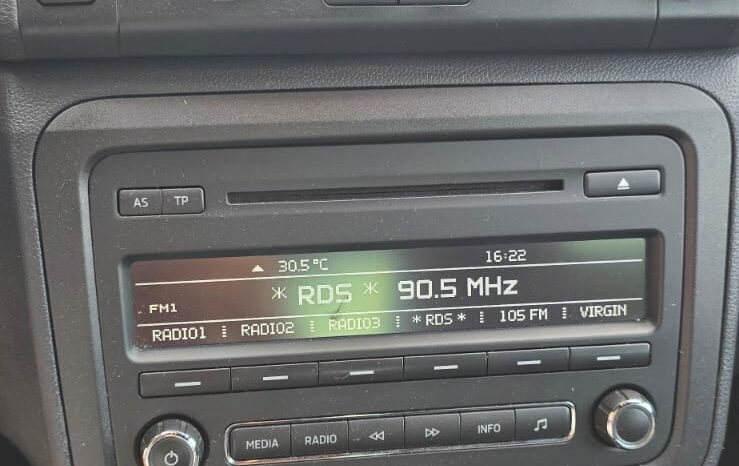 AS TP
30.5°C 16:22
FM1 * RDS * 90.5 MHz
RADIO1 RADIO2 RADIO3 * RDS * 105 FM VIRGIN
MEDIA RADIO INFO